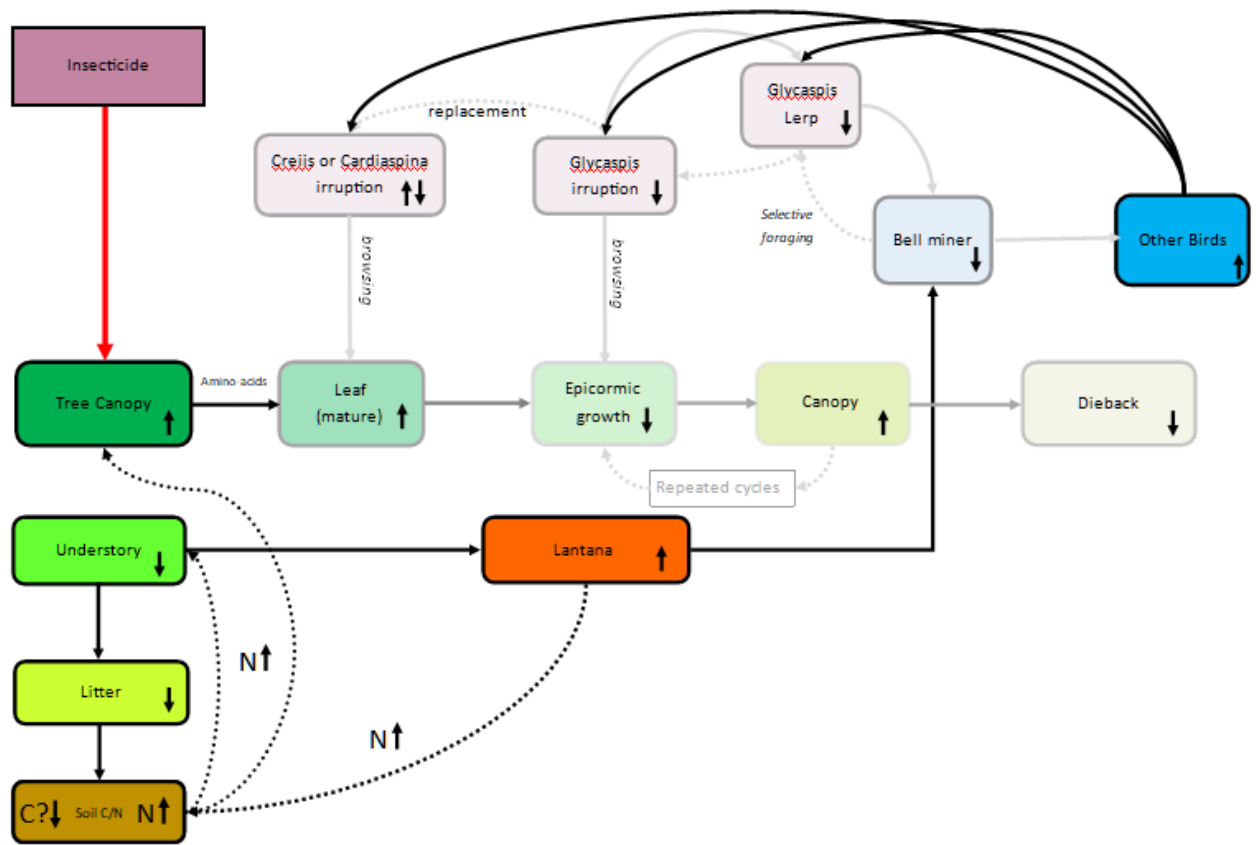 Insecticide
replacement
Glycaspis
Lerp
Creiis or Cardiaspina
irruption
Glycaspis
irruption
Selective
foraging
Bell miner
Other Birds
browsing
browsing
Tree Canopy
Amino-acids
Leaf
(mature)
Epicormic
growth
Canopy
Dieback
Repeated cycles
Understory
Lantana
N
N
Litter
C?
Soil C/N
N